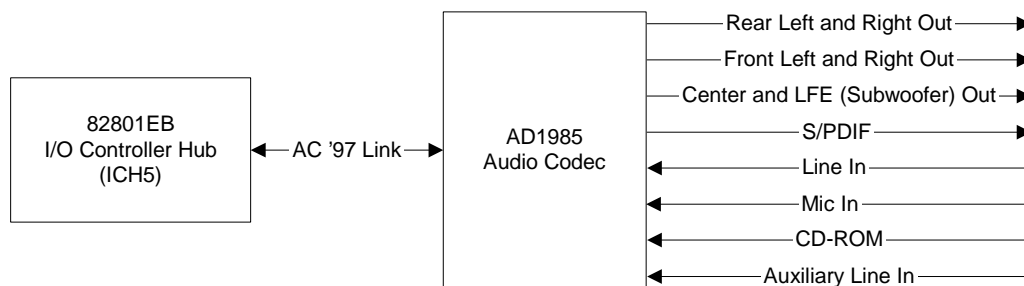 82801EB
I/O Controller Hub
(ICH5)
AC '97 Link
AD1985
Audio Codec
Rear Left and Right Out
Front Left and Right Out
Center and LFE (Subwoofer) Out
S/PDIF
Line In
Mic In
CD-ROM
Auxiliary Line In